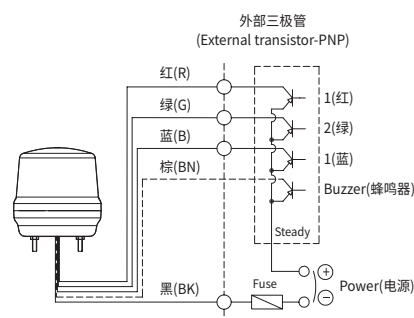 外部三极管
(External transistor-PNP)
红(R)
1(红)
绿(G)
2(绿)
蓝(B)
1(蓝)
棕(BN)
Buzzer(蜂鸣器)
Steady
黑(BK)
Fuse
+
Power(电源)
−